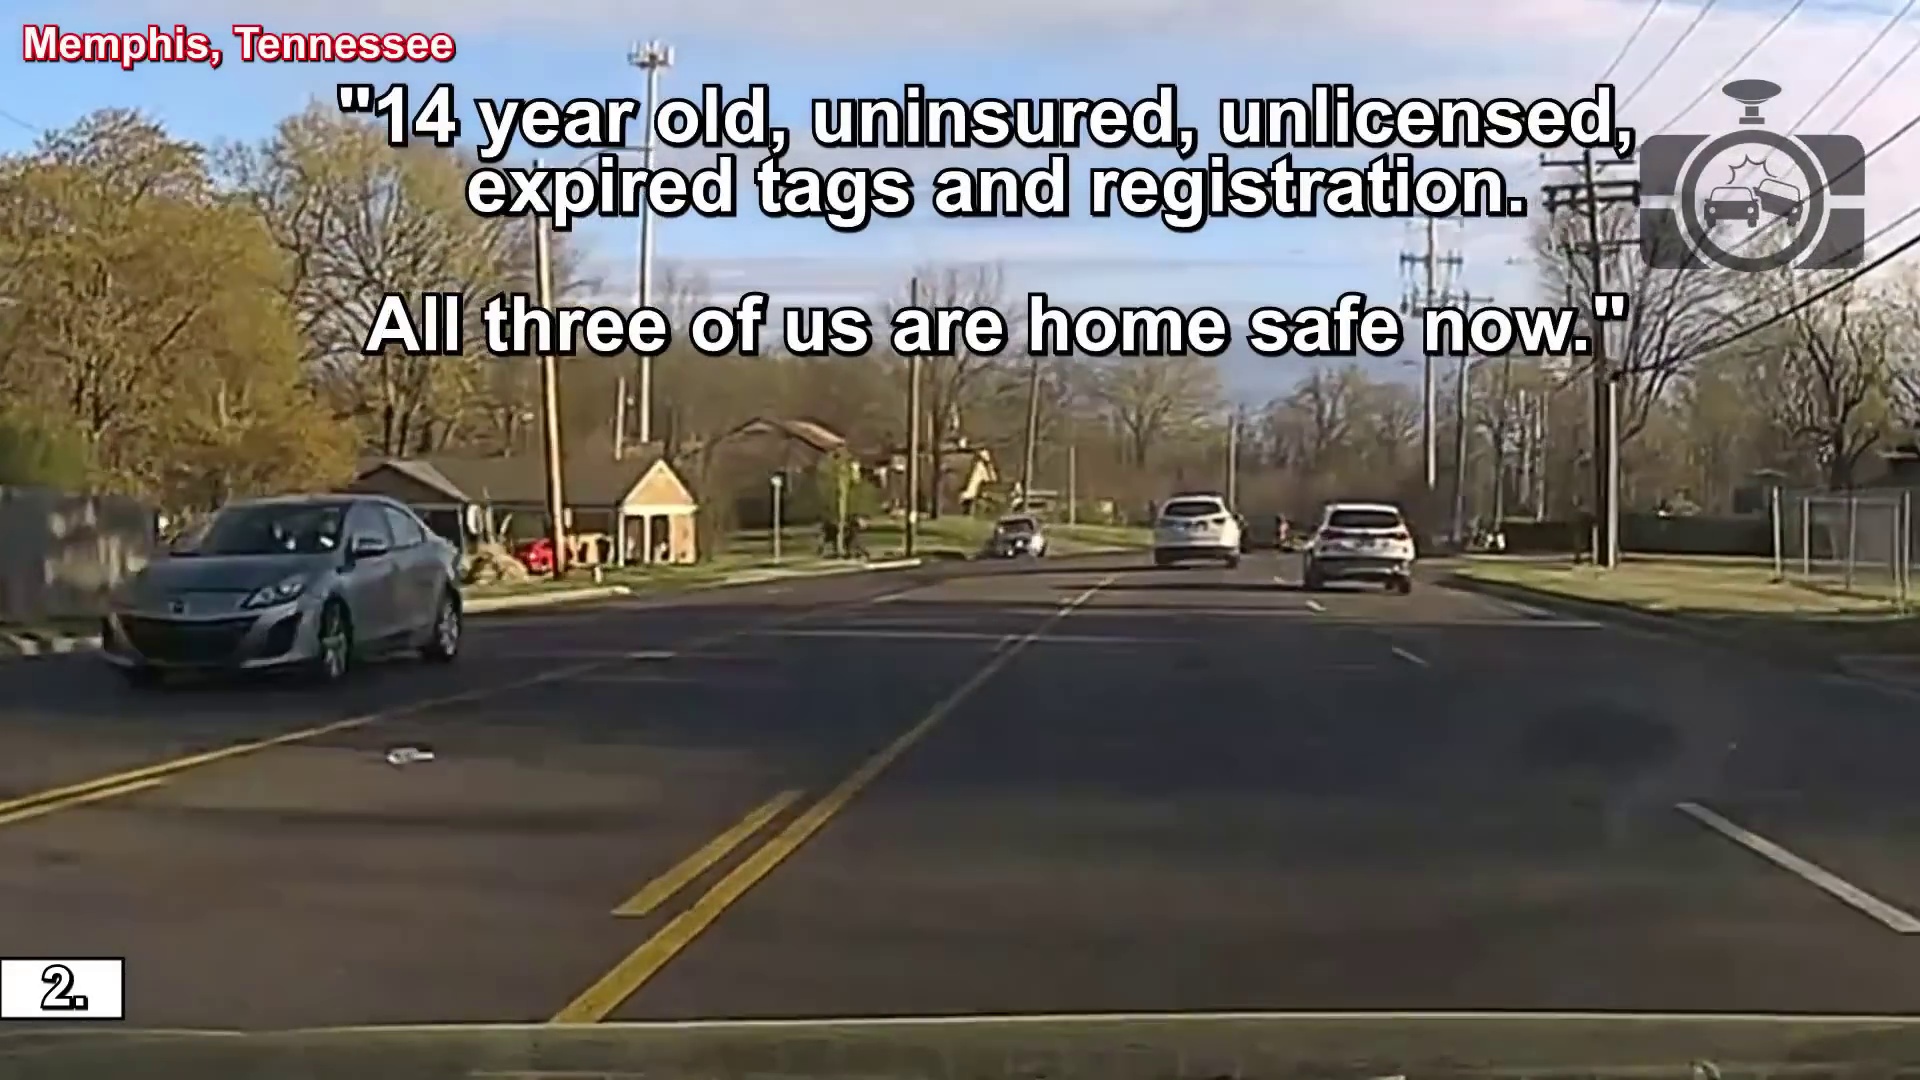 Memphis, Tennessee
"14 year old, uninsured, unlicensed,
expired tags and registration.
All three of us are home safe now."
2.